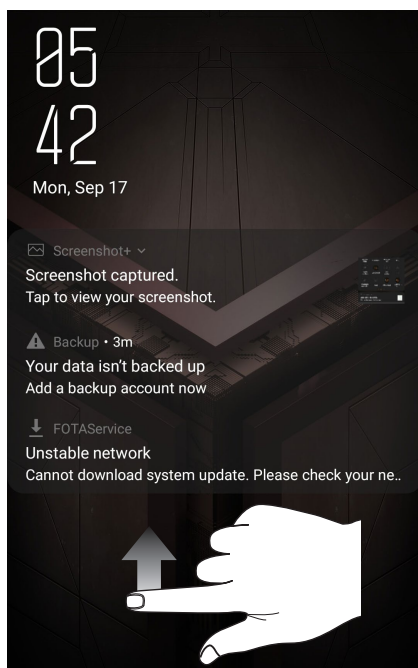 05
42
Mon, Sep 17
Screenshot+
Screenshot captured.
Tap to view your screenshot.
Backup • 3m
Your data isn’t backed up
Add a backup account now
FOTAService
Unstable network
Cannot download system update. Please check your ne..